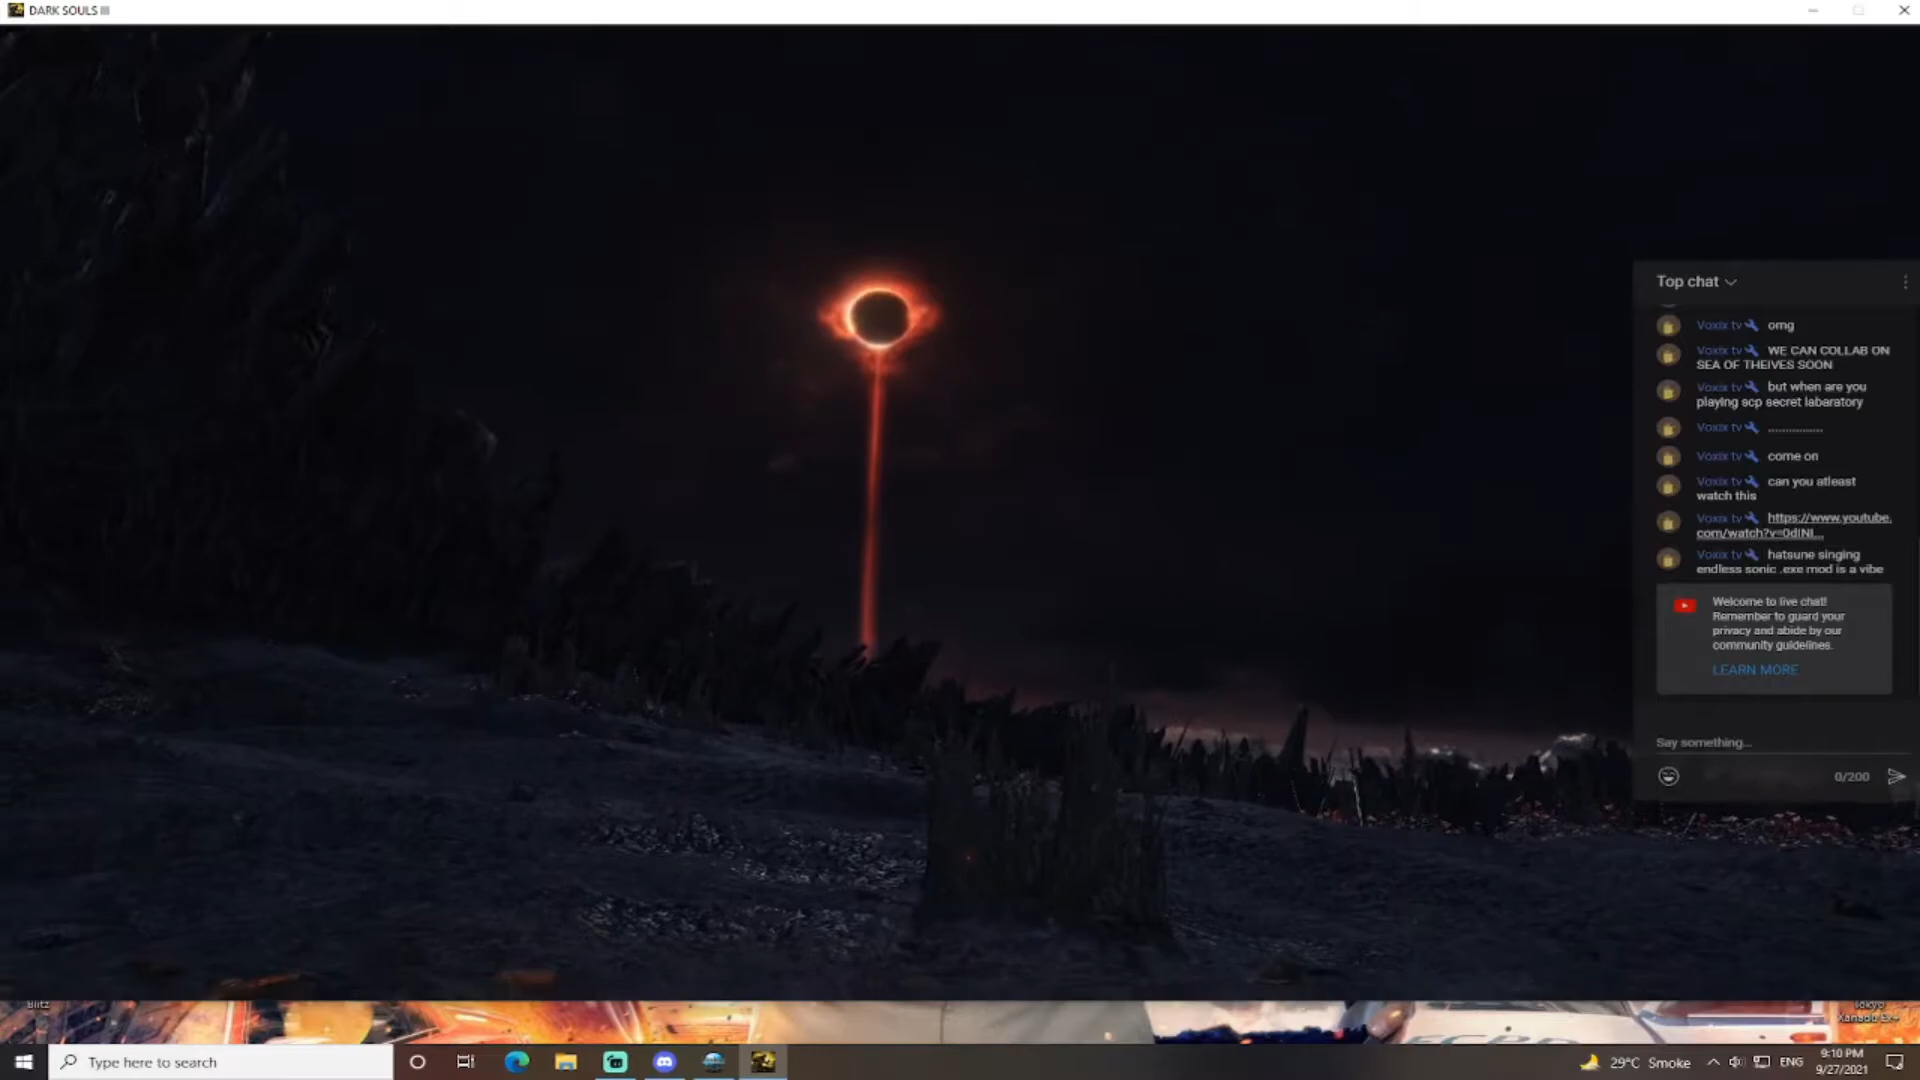 DARK SOULS III
Top chat
Voxix tv omg
Voxix tv WE CAN COLLAB ON
SEA OF THEIVES SOON
Voxix tv but when are you
playing scp secret labaratory
Voxix tv ................
Voxix tv come on
Voxix tv can you atleast
watch this
Voxix tv https://www.youtube.
com/watch?v=0dINI...
Voxix tv hatsune singing
endless sonic .exe mod is a vibe
Welcome to live chat!
Remember to guard your
privacy and abide by our
community guidelines.
LEARN MORE
Say something...
0/200
Blitz
Tokyo
Xanadu Ex+
Type here to search
29°C Smoke
ENG
9:10 PM
9/27/2021